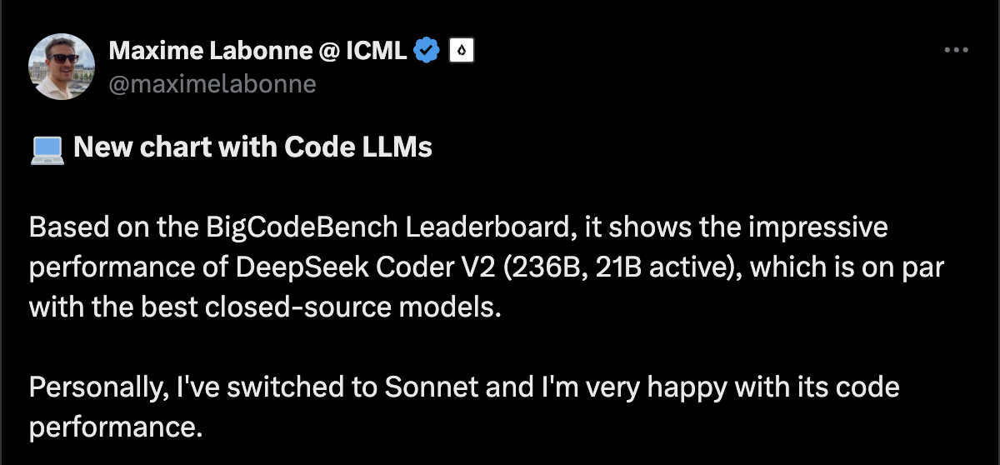 Maxime Labonne @ ICML
@maximelabonne
💻 New chart with Code LLMs
Based on the BigCodeBench Leaderboard, it shows the impressive
performance of DeepSeek Coder V2 (236B, 21B active), which is on par
with the best closed-source models.
Personally, I've switched to Sonnet and I'm very happy with its code
performance.